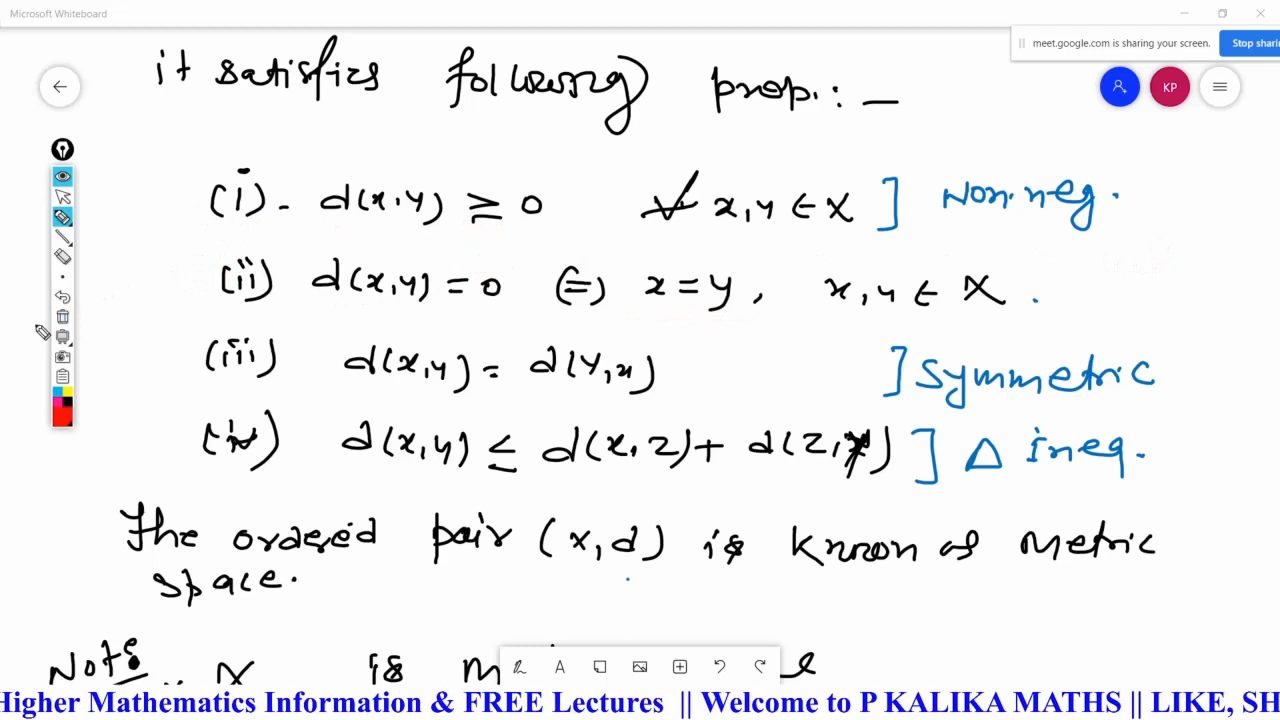 Microsoft Whiteboard
meet.google.com is sharing your screen.
Stop sharin
it satisfies following prop.: —
KP
(i) - d(x,y) ≥ 0 ∀ x,y ∈ X ] Non-neg.
(ii) d(x,y) = 0 (=) x = y, x,y ∈ X.
(iii) d(x,y) = d(y,x) ] Symmetric
(iv) d(x,y) ≤ d(x,z) + d(z,y) ] Δ ineq.
The ordered pair (x,d) is known as metric
space.
Note
X is
Higher Mathematics Information & FREE Lectures || Welcome to P KALIKA MATHS || LIKE, SH